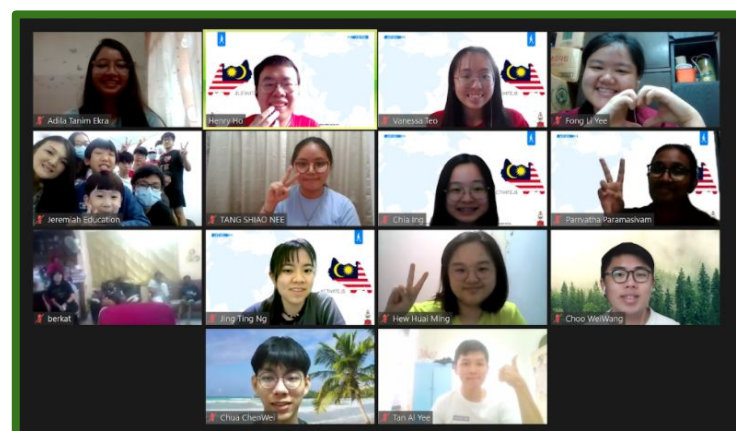 Adila Tanim Ekra
Henry Ho
Vanessa Teo
Fong Li Yee
Jeremiah Education
TANG SHIAO NEE
Chia Ing
Parrvatha Paramasivam
berkat
Jing Ting Ng
Hew Huai Ming
Choo WeiWang
Chua ChenWei
Tan AI Yee